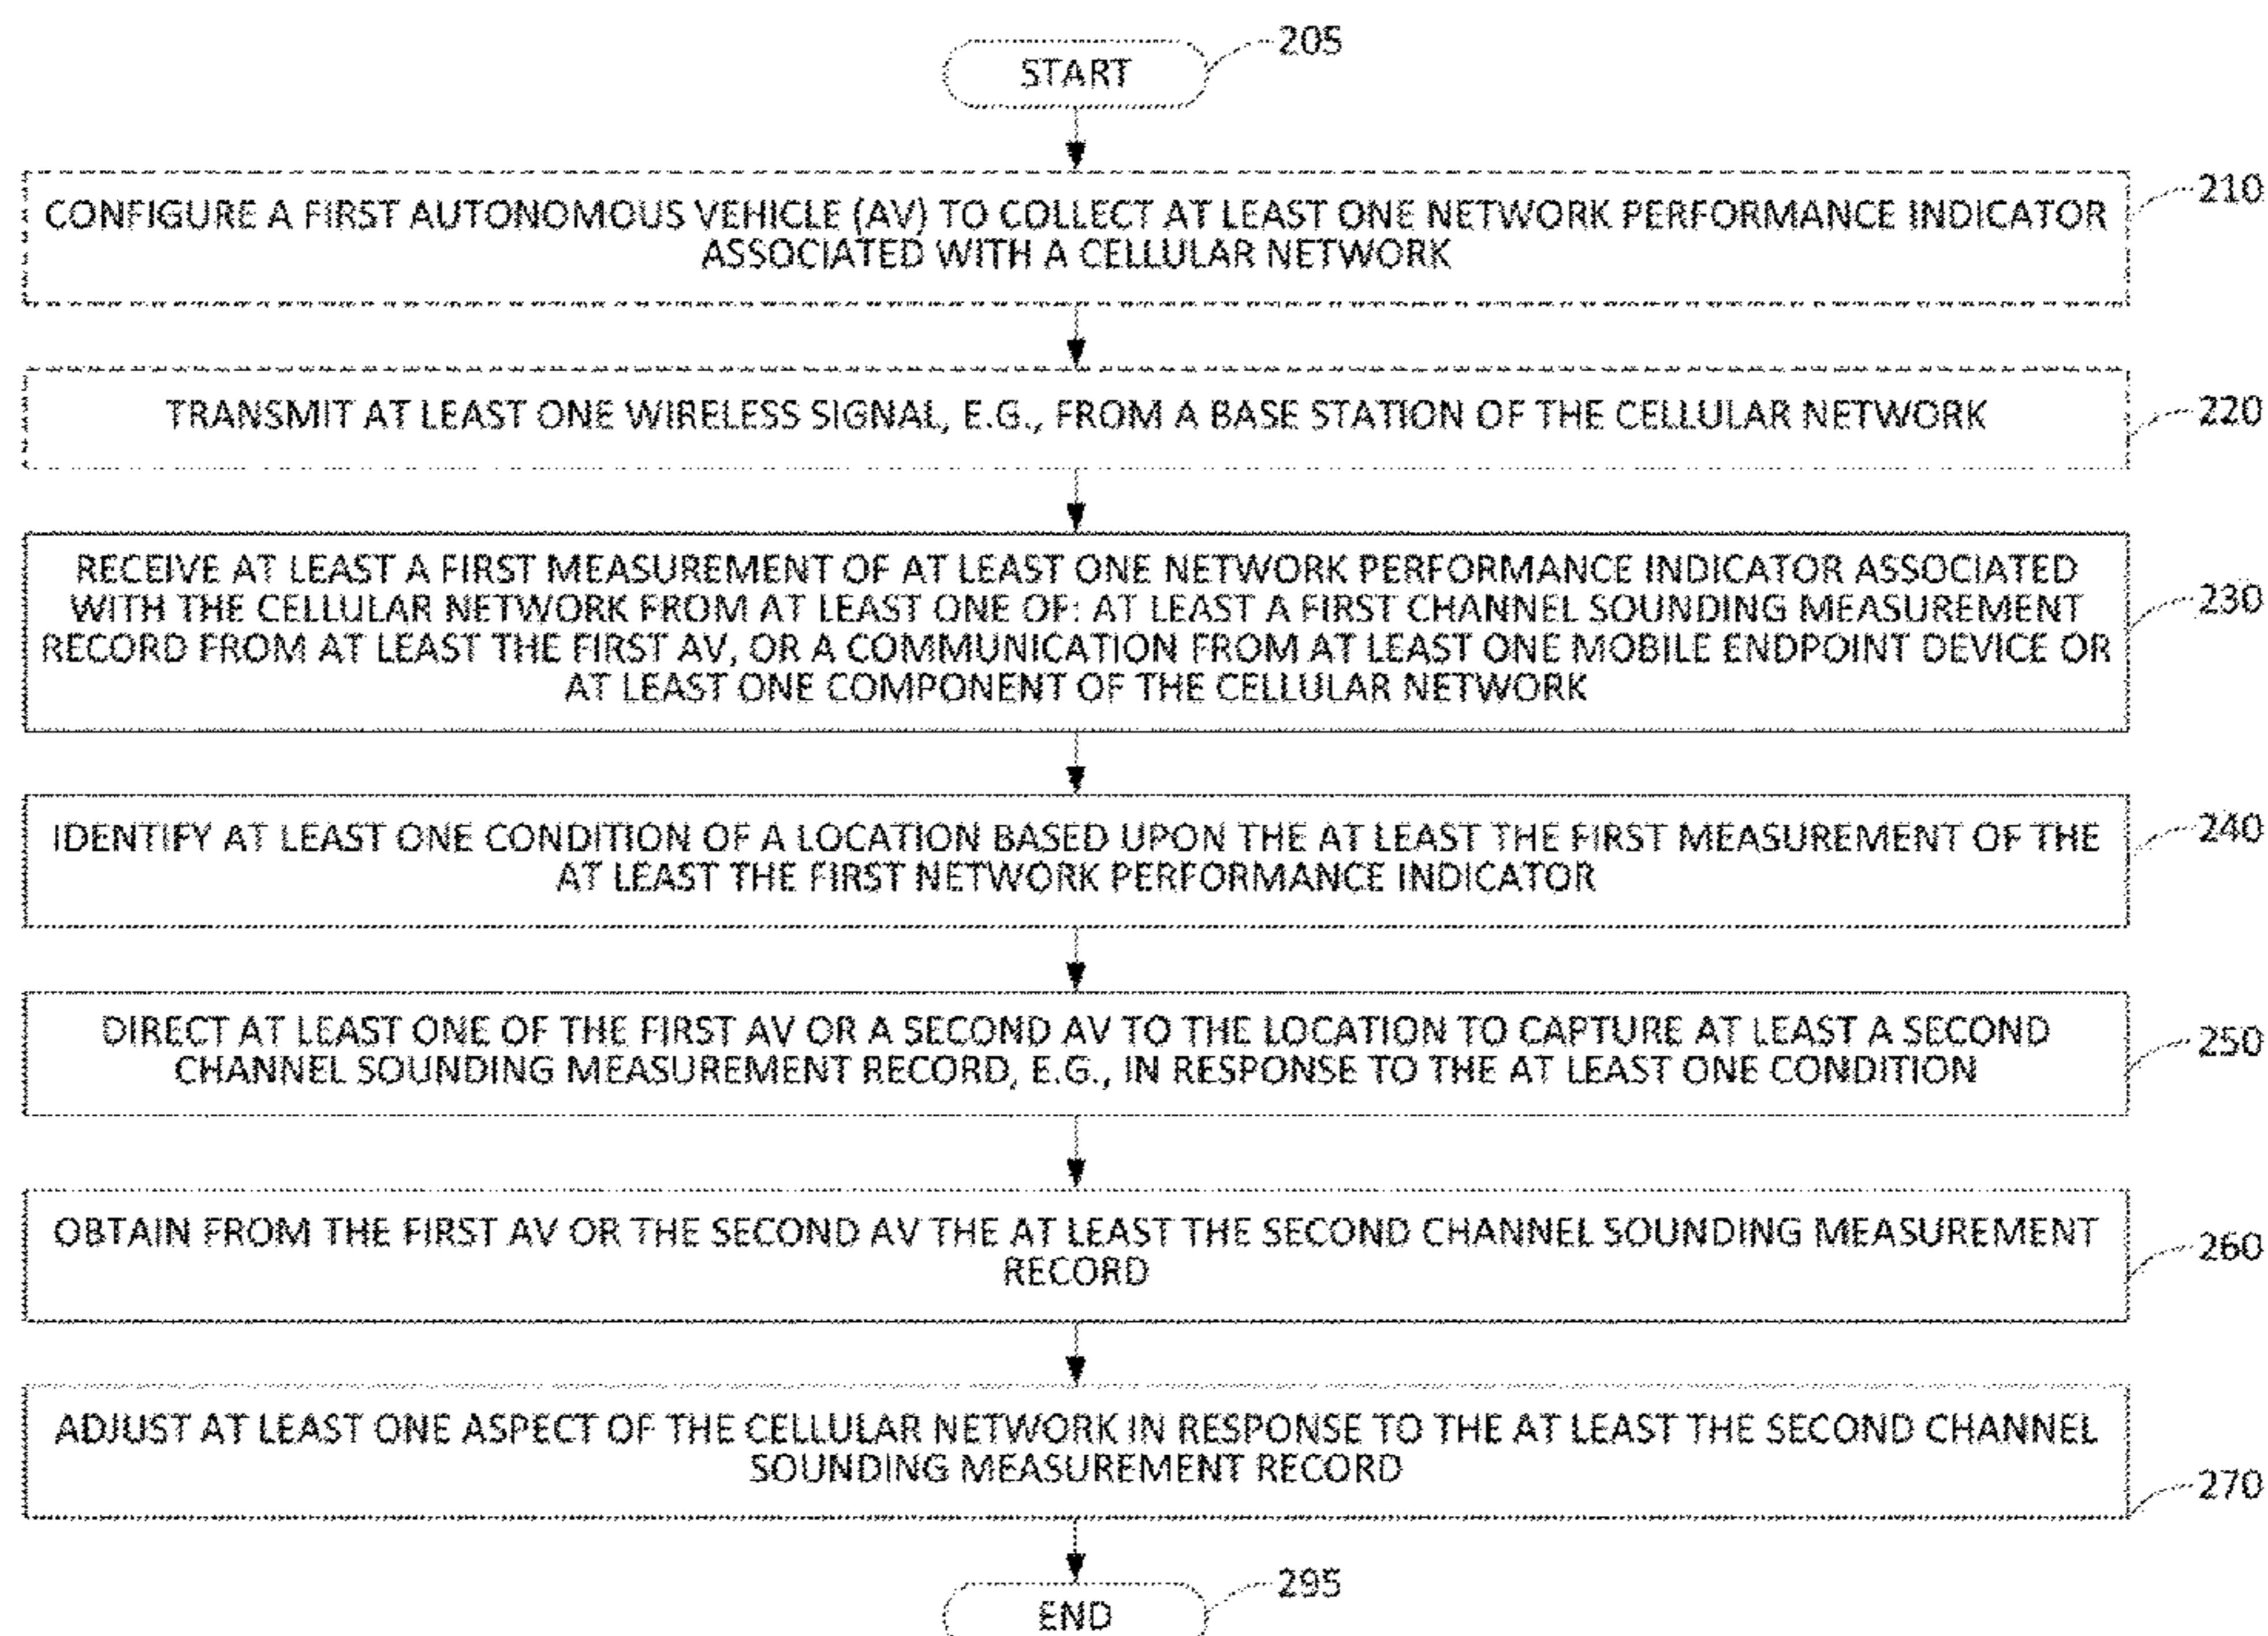 START
205
CONFIGURE A FIRST AUTONOMOUS VEHICLE (AV) TO COLLECT AT LEAST ONE NETWORK PERFORMANCE INDICATOR
ASSOCIATED WITH A CELLULAR NETWORK
210
TRANSMIT AT LEAST ONE WIRELESS SIGNAL, E.G., FROM A BASE STATION OF THE CELLULAR NETWORK
220
RECEIVE AT LEAST A FIRST MEASUREMENT OF AT LEAST ONE NETWORK PERFORMANCE INDICATOR ASSOCIATED
WITH THE CELLULAR NETWORK FROM AT LEAST ONE OF: AT LEAST A FIRST CHANNEL SOUNDING MEASUREMENT
RECORD FROM AT LEAST THE FIRST AV, OR A COMMUNICATION FROM AT LEAST ONE MOBILE ENDPOINT DEVICE OR
AT LEAST ONE COMPONENT OF THE CELLULAR NETWORK
230
IDENTIFY AT LEAST ONE CONDITION OF A LOCATION BASED UPON THE AT LEAST THE FIRST MEASUREMENT OF THE
AT LEAST THE FIRST NETWORK PERFORMANCE INDICATOR
240
DIRECT AT LEAST ONE OF THE FIRST AV OR A SECOND AV TO THE LOCATION TO CAPTURE AT LEAST A SECOND
CHANNEL SOUNDING MEASUREMENT RECORD, E.G., IN RESPONSE TO THE AT LEAST ONE CONDITION
250
OBTAIN FROM THE FIRST AV OR THE SECOND AV THE AT LEAST THE SECOND CHANNEL SOUNDING MEASUREMENT
RECORD
260
ADJUST AT LEAST ONE ASPECT OF THE CELLULAR NETWORK IN RESPONSE TO THE AT LEAST THE SECOND CHANNEL
SOUNDING MEASUREMENT RECORD
270
END
295